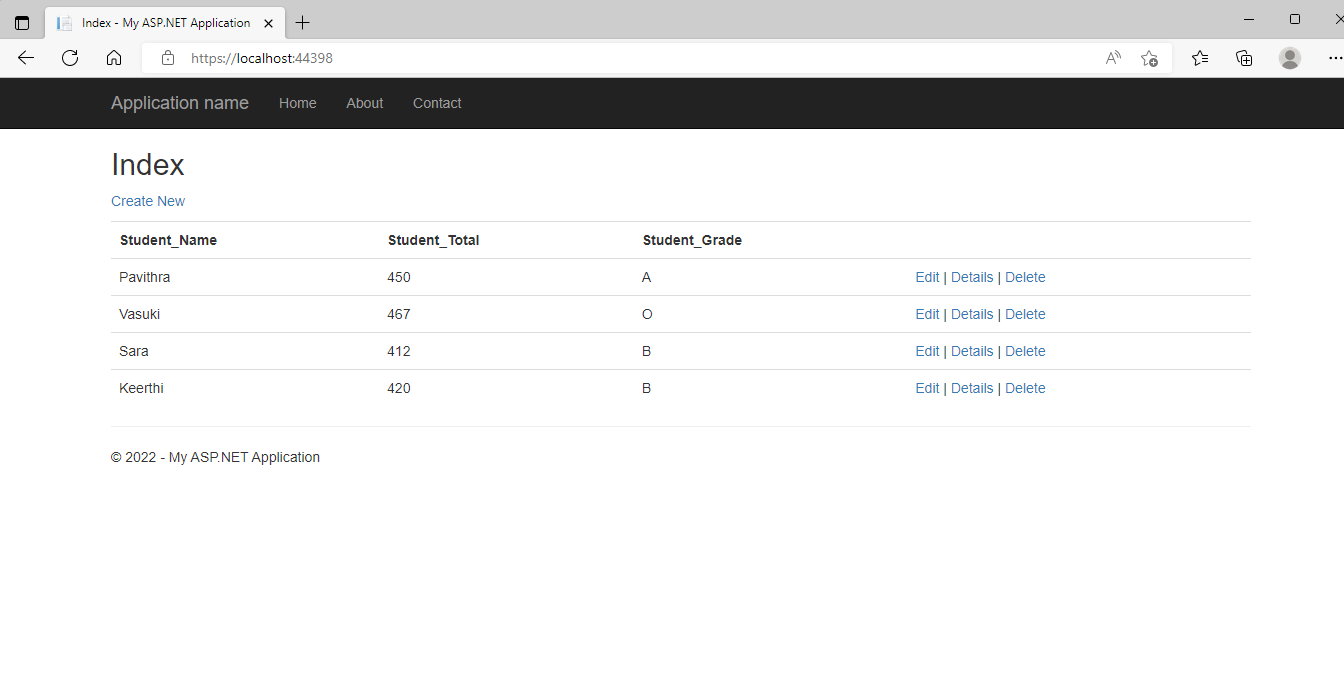 Index - My ASP.NET Application
https://localhost:44398
Application name Home About Contact
Index
Create New
Student_Name Student_Total Student_Grade
Pavithra 450 A Edit | Details | Delete
Vasuki 467 O Edit | Details | Delete
Sara 412 B Edit | Details | Delete
Keerthi 420 B Edit | Details | Delete
© 2022 - My ASP.NET Application